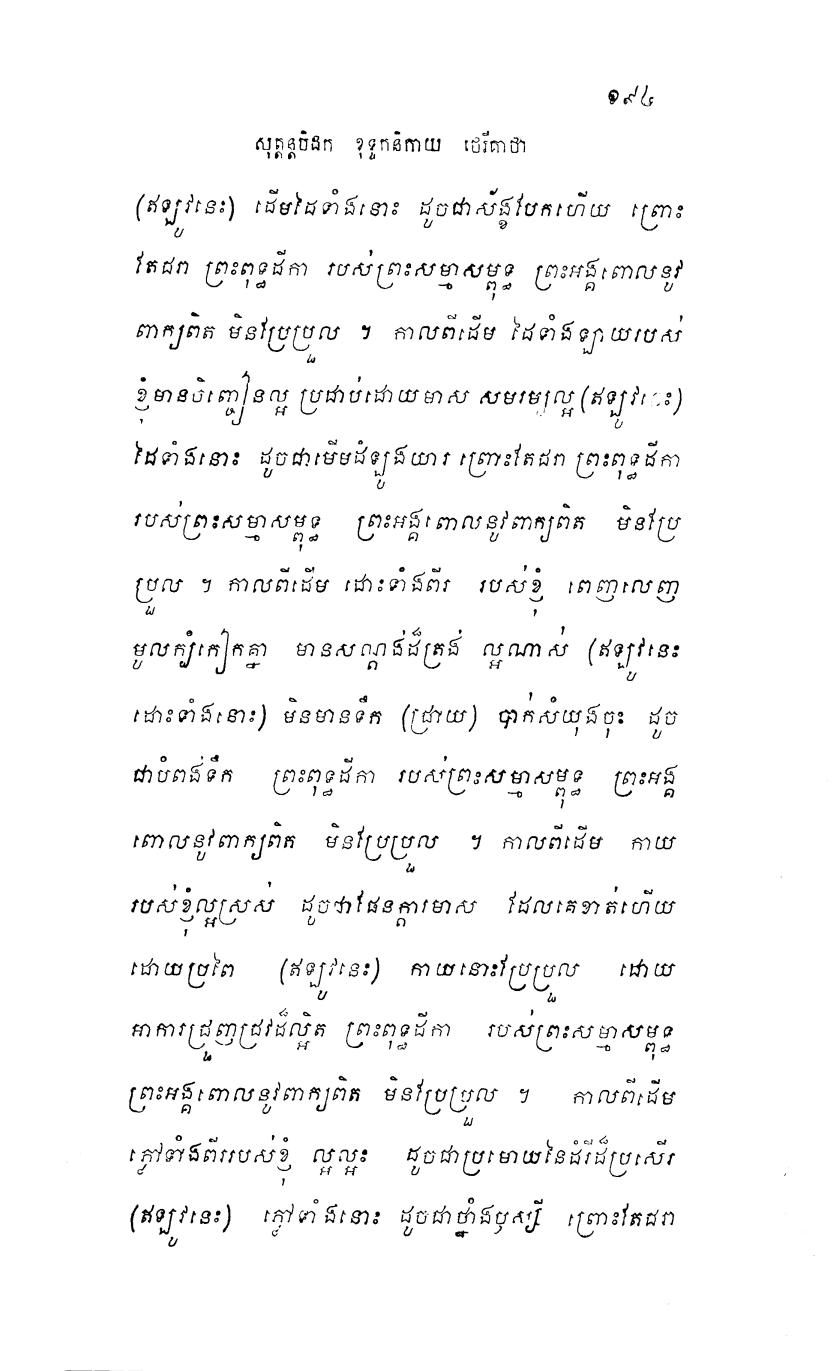 ១៩៤
សុត្តន្តបិដក ខុទ្ទកនិកាយ ថេរីគាថា
(ឥឡូវនេះ) ដើមដៃទាំងនោះ ដូចជាស័ង្ខបែកហើយ ព្រោះ
តែជរា ព្រះពុទ្ធដីកា របស់ព្រះសម្មាសម្ពុទ្ធ ព្រះអង្គពោលនូវ
ពាក្យពិត មិនប្រែប្រួល ។ កាលពីដើម ដៃទាំងឡាយរបស់
ខ្ញុំមានចិញ្ចៀនល្អ ប្រដាប់ដោយមាស សមរម្យល្អ (ឥឡូវនេះ)
ដៃទាំងនោះ ដូចជាមើមដំឡូងយារ ព្រោះតែជរា ព្រះពុទ្ធដីកា
របស់ព្រះសម្មាសម្ពុទ្ធ ព្រះអង្គពោលនូវពាក្យពិត មិនប្រែ
ប្រួល ។ កាលពីដើម ដោះទាំងពីរ របស់ខ្ញុំ ពេញលេញ
មូលក្បំកៀកគ្នា មានសណ្តង់ដ៏ត្រង់ ល្អណាស់ (ឥឡូវនេះ
ដោះទាំងនោះ) មិនមានទឹក (ជ្រាយ) បាក់សំយុងចុះ ដូច
ជាបំពង់ទឹក ព្រះពុទ្ធដីកា របស់ព្រះសម្មាសម្ពុទ្ធ ព្រះអង្គ
ពោលនូវពាក្យពិត មិនប្រែប្រួល ។ កាលពីដើម កាយ
របស់ខ្ញុំល្អស្រស់ ដូចជាផែនក្តារមាស ដែលគេខាត់ហើយ
ដោយប្រពៃ (ឥឡូវនេះ) កាយនោះប្រែប្រួល ដោយ
អាការជ្រួញជ្រវដ៏ល្អិត ព្រះពុទ្ធដីកា របស់ព្រះសម្មាសម្ពុទ្ធ
ព្រះអង្គពោលនូវពាក្យពិត មិនប្រែប្រួល ។ កាលពីដើម
ភ្លៅទាំងពីររបស់ខ្ញុំ ល្អល្អះ ដូចជាប្រមោយនៃដំរីដ៏ប្រសើរ
(ឥឡូវនេះ) ភ្លៅទាំងនោះ ដូចជាថ្នាំងឫស្សី ព្រោះតែជរា